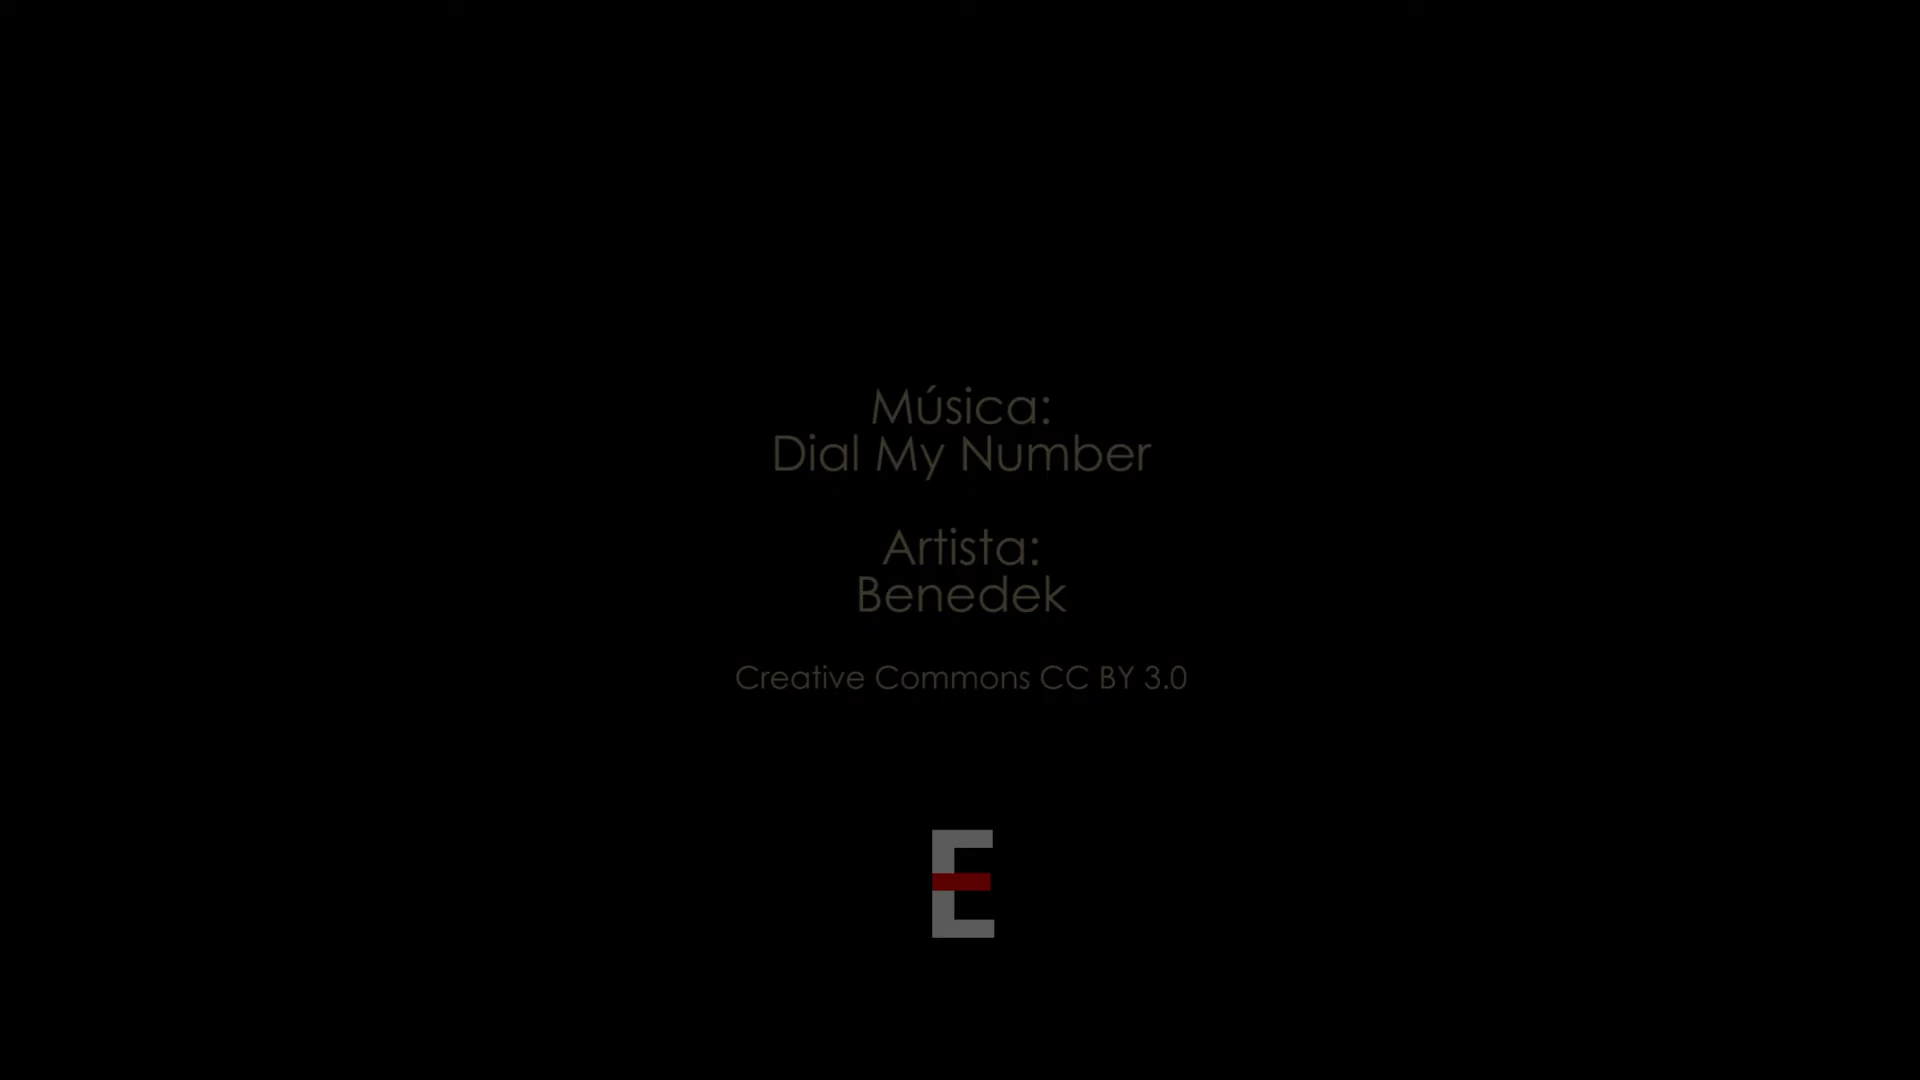 Música:
Dial My Number
Artista:
Benedek
Creative Commons CC BY 3.0
E